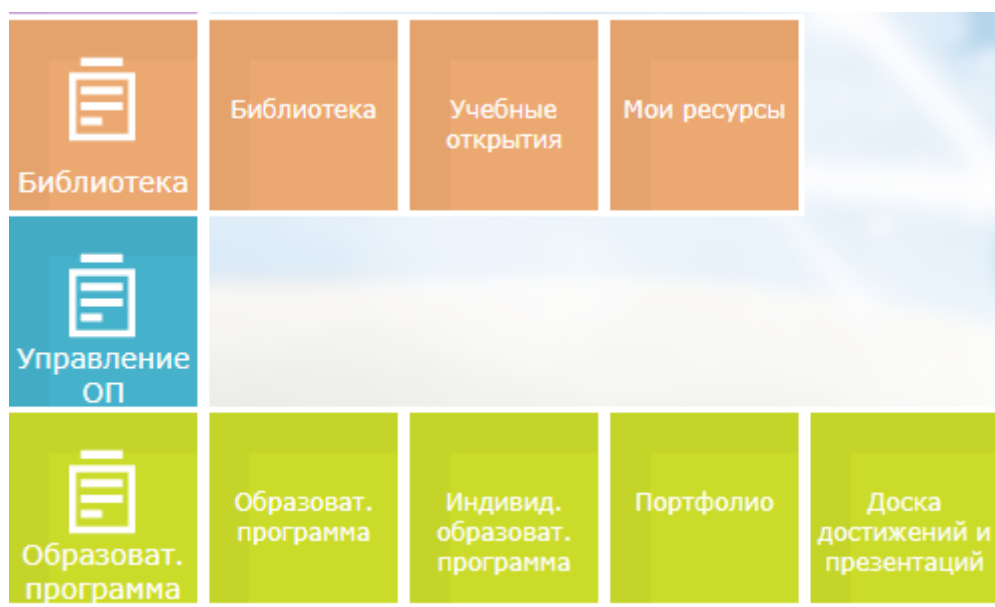 Библиотека
Библиотека
Учебные
открытия
Мои ресурсы
Управление
ОП
Образоват.
программа
Образоват.
программа
Индивид.
образоват.
программа
Портфолио
Доска
достижений и
презентаций